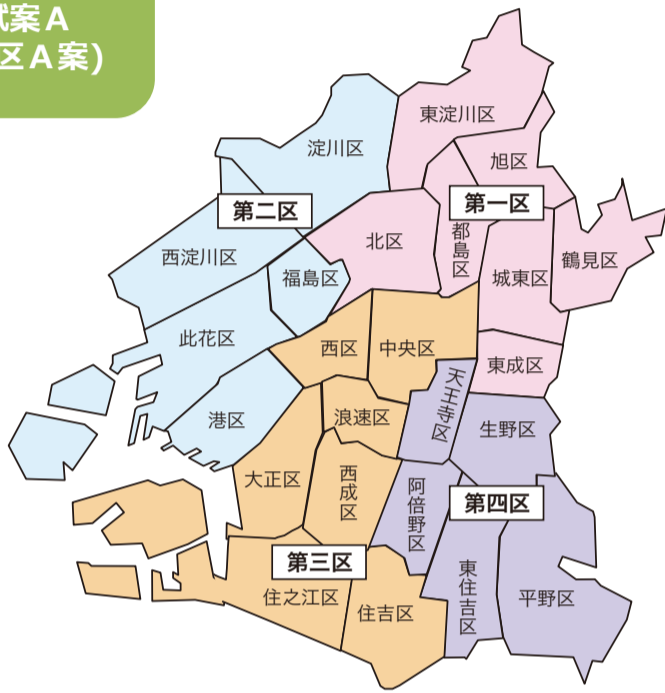 試案A
区A案)
東淀川区
淀川区
旭区
第二区
第一区
北区
都島区
西淀川区
鶴見区
福島区
城東区
此花区
西区
中央区
東成区
天王寺区
港区
浪速区
生野区
大正区
西成区
阿倍野区
第四区
第三区
東住吉区
住之江区
住吉区
平野区